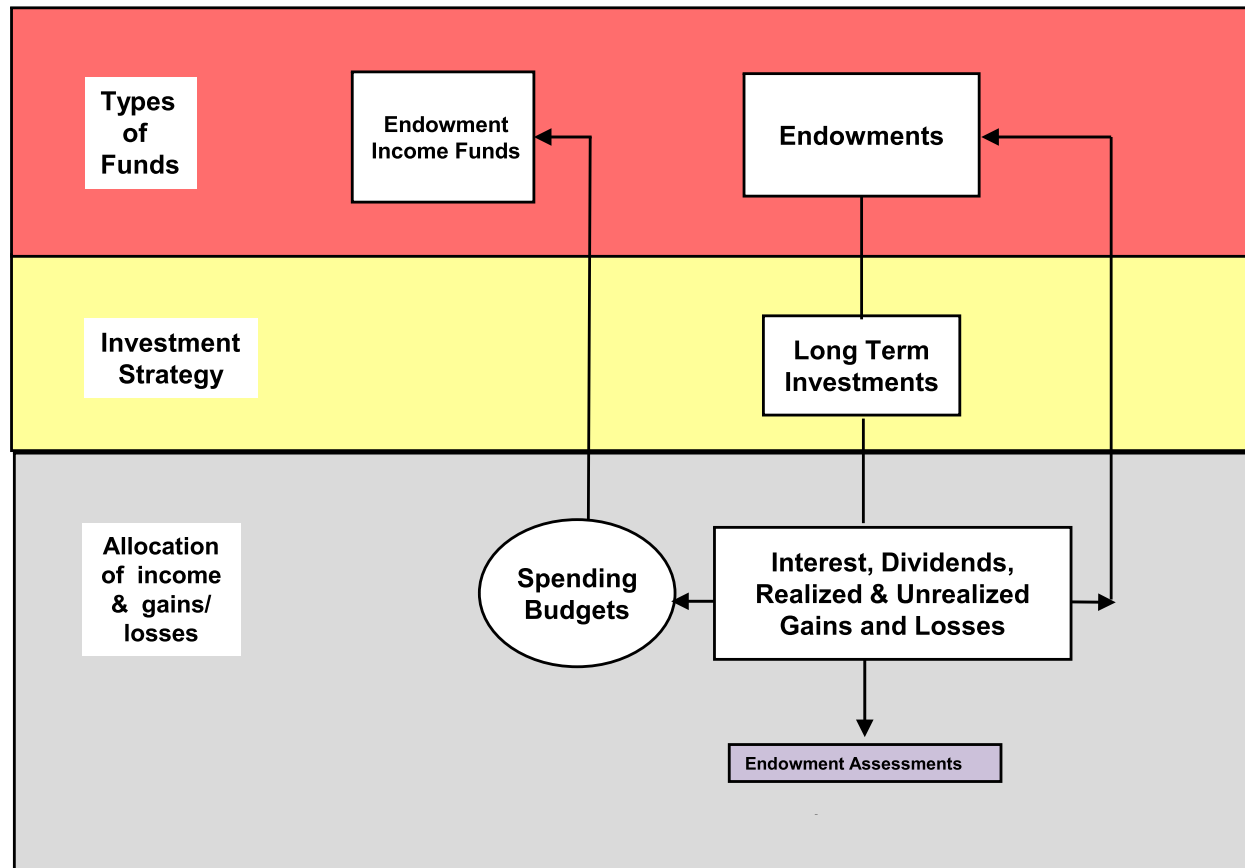 Types
of
Funds
Endowment
Income Funds
Endowments
Investment
Strategy
Long Term
Investments
Allocation
of income
& gains/
losses
Spending
Budgets
Interest, Dividends,
Realized & Unrealized
Gains and Losses
Endowment Assessments